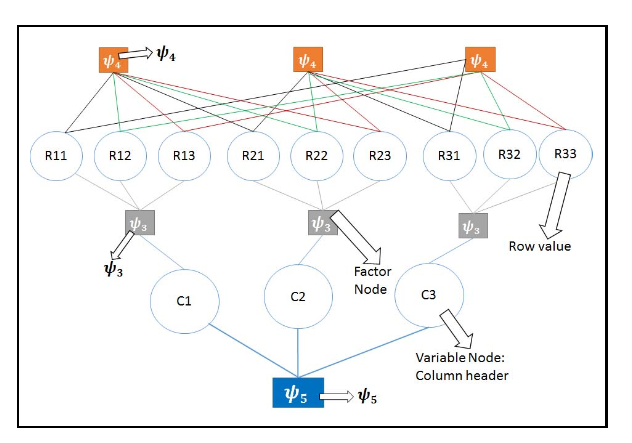 ψ₄ ψ₄ ψ₄ ψ₄
R11 R12 R13 R21 R22 R23 R31 R32 R33
ψ₃ ψ₃ ψ₃
Row value
ψ₃
Factor
Node
C1 C2 C3
Variable Node:
Column header
ψ₅ ψ₅